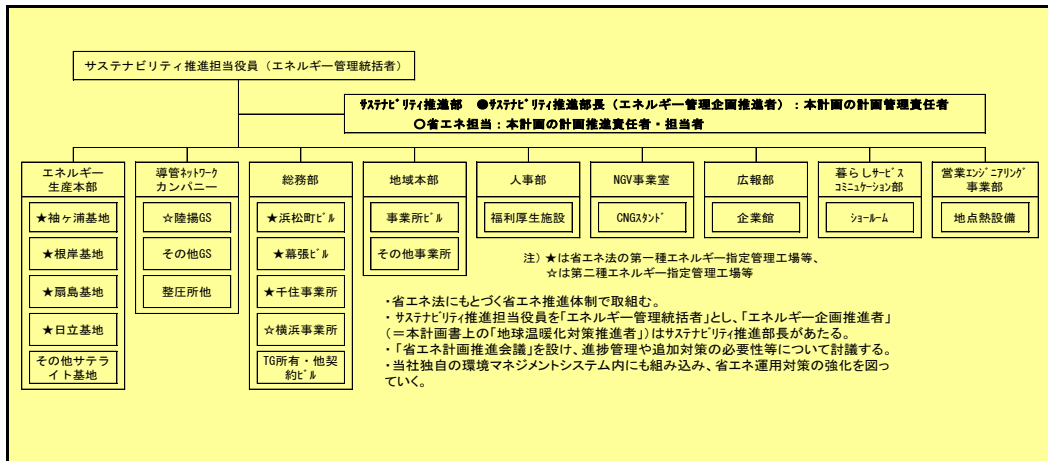 サステナビリティ推進担当役員（エネルギー管理統括者）
ｻｽﾃﾅﾋﾞﾘﾃｨ推進部　●ｻｽﾃﾅﾋﾞﾘﾃｨ推進部長（エネルギー管理企画推進者）：本計画の計画管理責任者
〇省エネ担当：本計画の計画推進責任者・担当者
エネルギー
生産本部
★袖ヶ浦基地
★根岸基地
★扇島基地
★日立基地
その他サテラ
イト基地
導管ﾈｯﾄﾜｰｸ
カンパニー
☆陸揚GS
その他GS
整圧所他
総務部
★浜松町ﾋﾞﾙ
★幕張ﾋﾞﾙ
★千住事業所
☆横浜事業所
TG所有・他契
約ﾋﾞﾙ
地域本部
事業所ﾋﾞﾙ
その他事業所
人事部
福利厚生施設
NGV事業室
CNGｽﾀﾝﾄﾞ
広報部
企業館
暮らしｻｰﾋﾞｽ
ｺﾐｭﾆｹｰｼｮﾝ部
ｼｮｰﾙｰﾑ
営業ｴﾝｼﾞﾆｱﾘﾝｸﾞ
事業部
地点熱設備
注）★は省エネ法の第一種エネルギー指定管理工場等、
☆は第二種エネルギー指定管理工場等
・省エネ法にもとづく省エネ推進体制で取組む。
・ｻｽﾃﾅﾋﾞﾘﾃｨ推進担当役員を「エネルギー管理統括者」とし、「エネルギー企画推進者」
（＝本計画書上の「地球温暖化対策推進者」）はｻｽﾃﾅﾋﾞﾘﾃｨ推進部長があたる。
・「省エネ計画推進会議」を設け、進捗管理や追加対策の必要性等について討議する。
・当社独自の環境マネジメントシステム内にも組み込み、省エネ運用対策の強化を図っ
ていく。